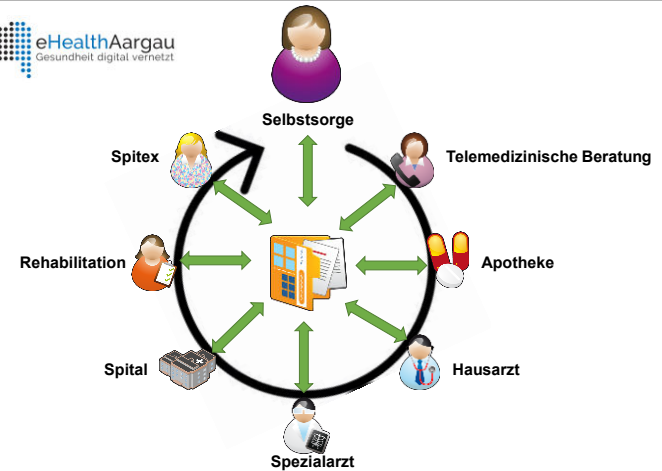 eHealthAargau
Gesundheit digital vernetzt
Selbstsorge
Spitex
Telemedizinische Beratung
Rehabilitation
Apotheke
Spital
Hausarzt
Spezialarzt